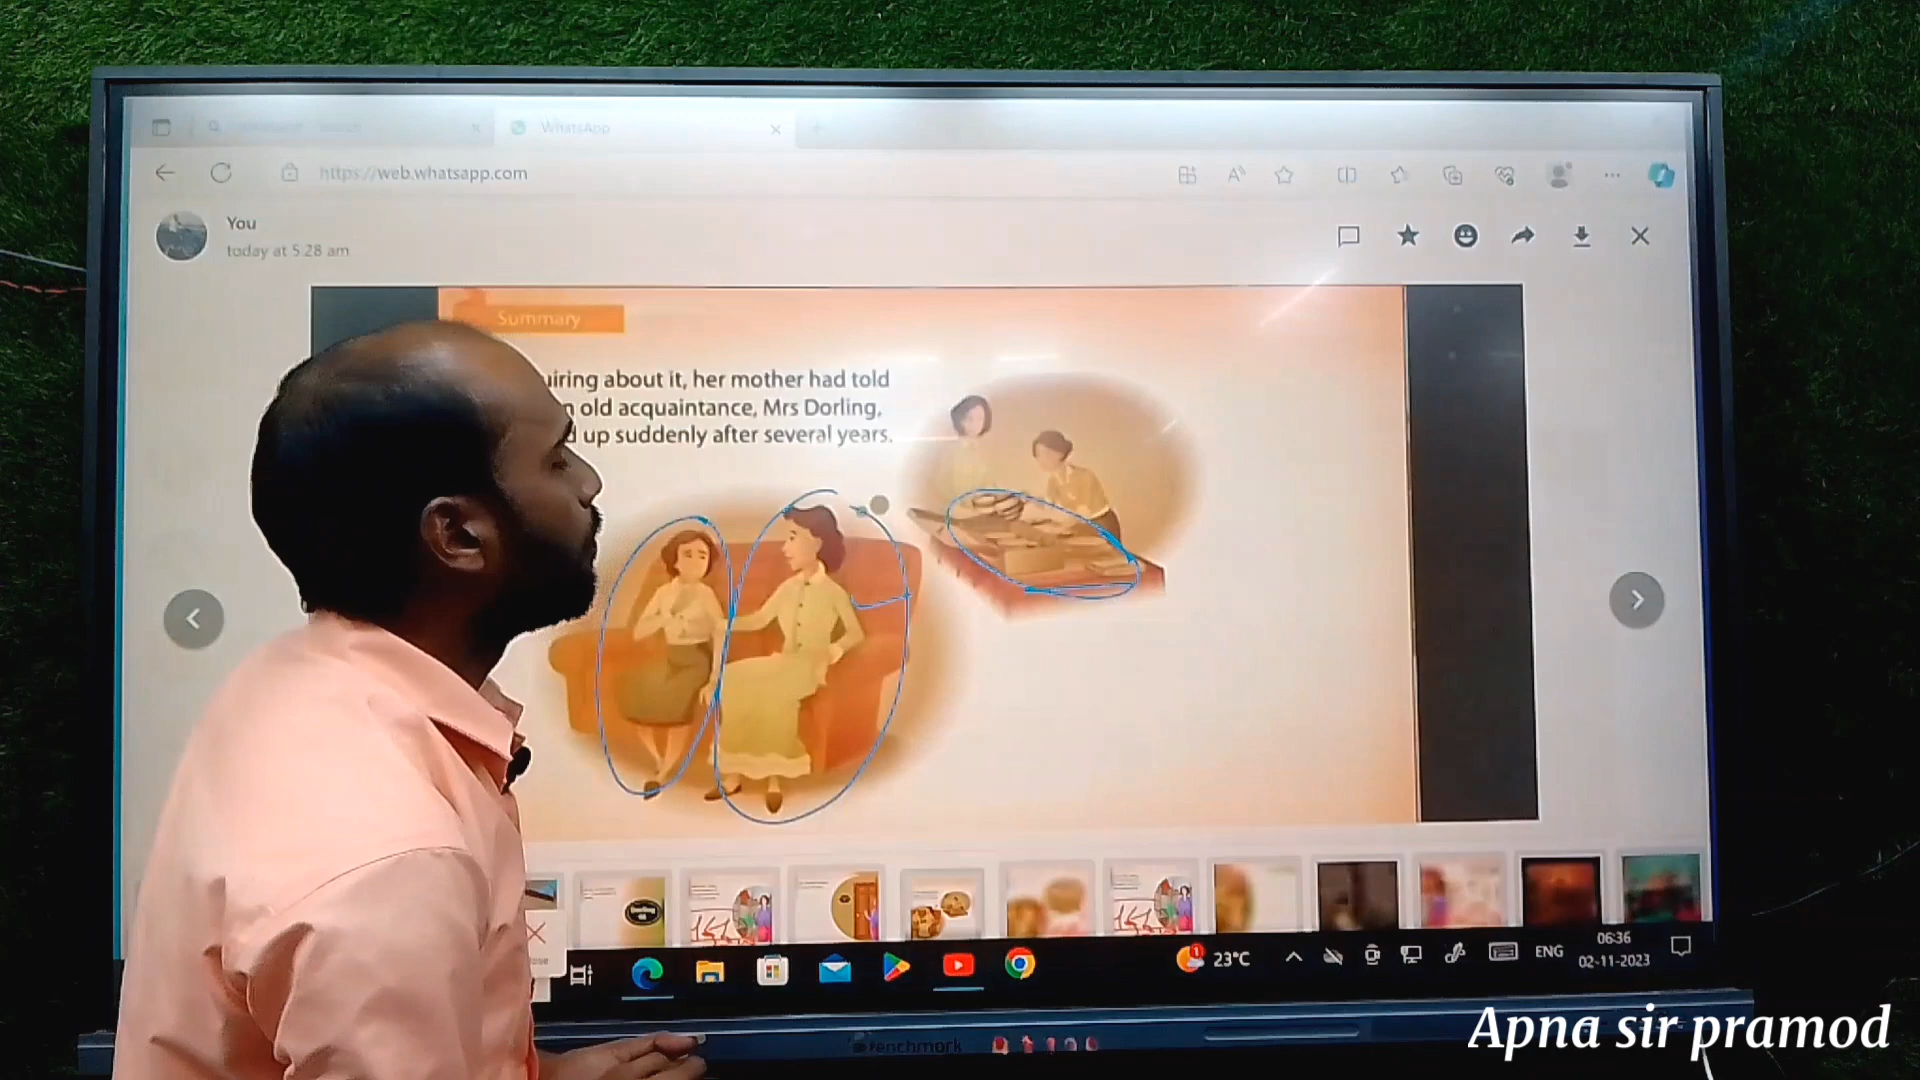 WhatsApp
https://web.whatsapp.com
You
today at 5:28 am
Summary
uiring about it, her mother had told
old acquaintance, Mrs Dorling,
up suddenly after several years.
23°C
ENG
06:36
02-11-2023
Apna sir pramod